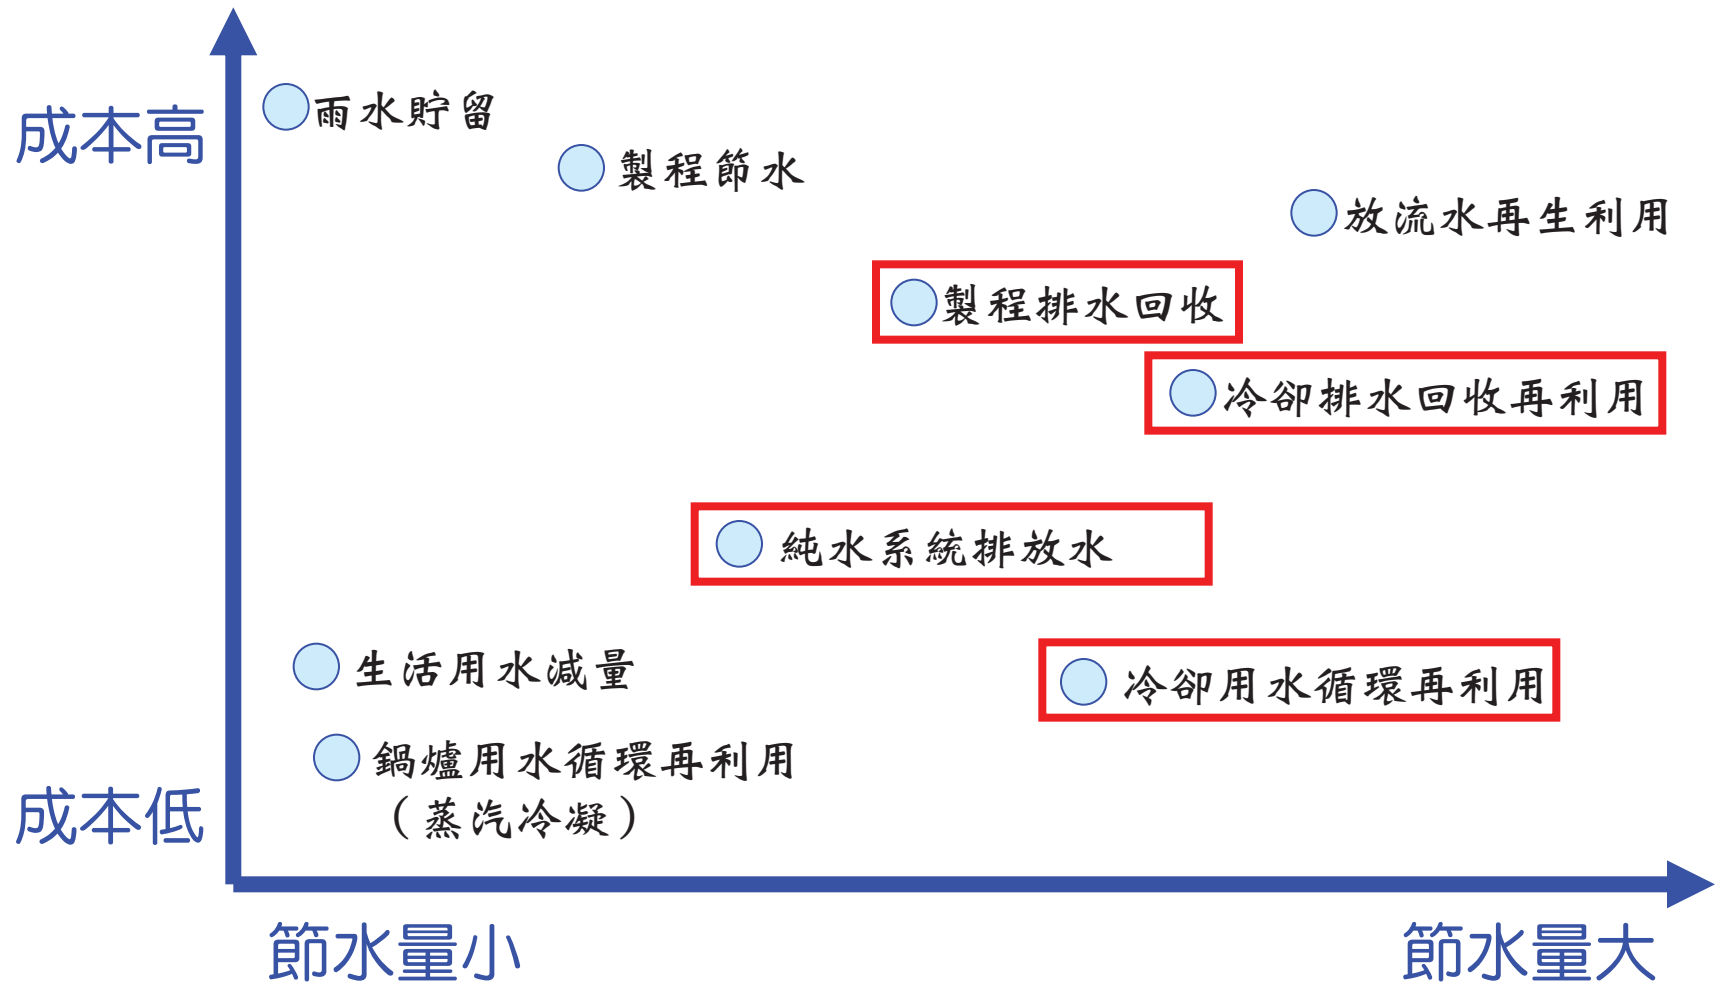 成本高
雨水貯留
製程節水
放流水再生利用
製程排水回收
冷卻排水回收再利用
純水系統排放水
生活用水減量
冷卻用水循環再利用
鍋爐用水循環再利用
（蒸汽冷凝）
成本低
節水量小
節水量大